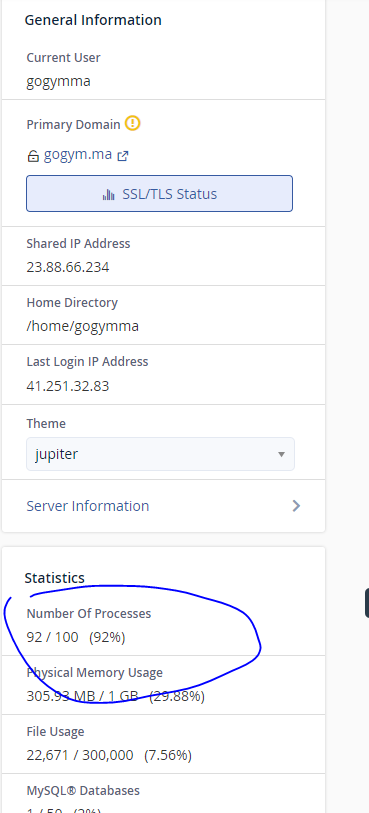 General Information
Current User
gogymma
Primary Domain
gogym.ma
SSL/TLS Status
Shared IP Address
23.88.66.234
Home Directory
/home/gogymma
Last Login IP Address
41.251.32.83
Theme
jupiter
Server Information
Statistics
Number Of Processes
92 / 100 (92%)
Physical Memory Usage
305.93 MB / 1 GB (29.88%)
File Usage
22,671 / 300,000 (7.56%)
MySQL® Databases
1 / 50 (2%)